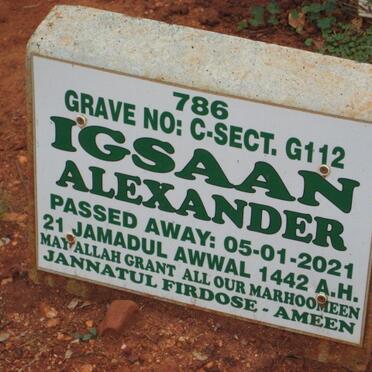 786
GRAVE NO: C-SECT. G112
IGSAAN
ALEXANDER
PASSED AWAY: 05-01-2021
21 JAMADUL AWWAL 1442 A.H.
MAY ALLAH GRANT ALL OUR MARHOOMEEN
JANNATUL FIRDOSE - AMEEN